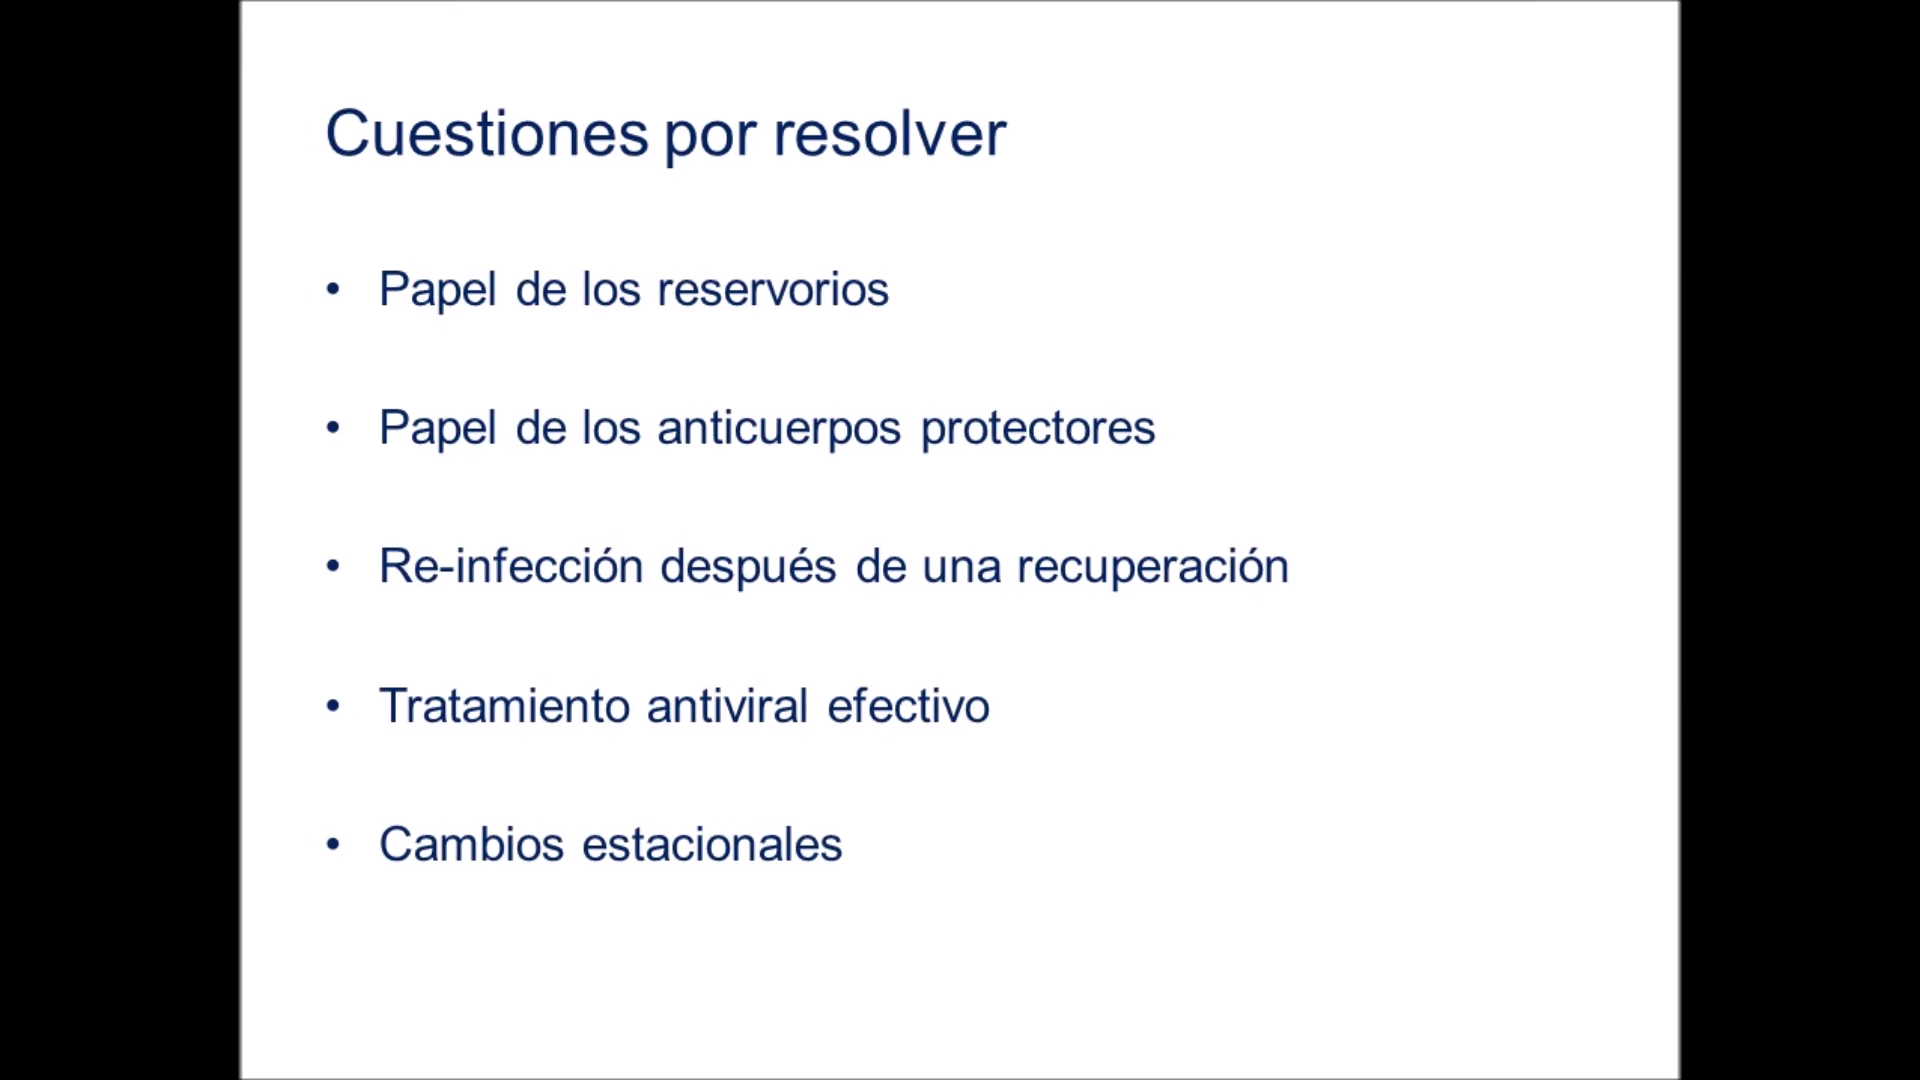 Cuestiones por resolver
• Papel de los reservorios
• Papel de los anticuerpos protectores
• Re-infección después de una recuperación
• Tratamiento antiviral efectivo
• Cambios estacionales